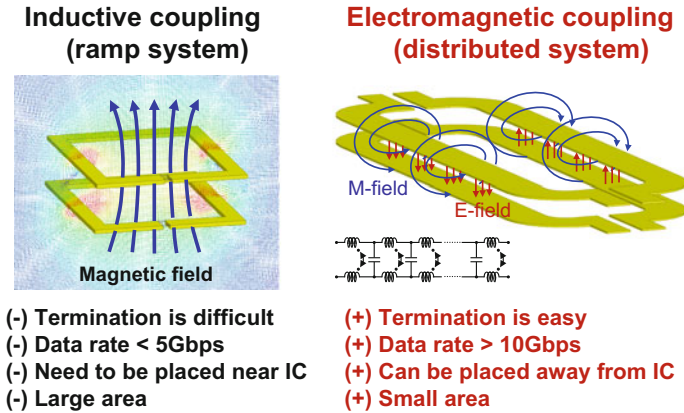 Inductive coupling
(ramp system)
Magnetic field
(-) Termination is difficult
(-) Data rate < 5Gbps
(-) Need to be placed near IC
(-) Large area
Electromagnetic coupling
(distributed system)
M-field
E-field
(+) Termination is easy
(+) Data rate > 10Gbps
(+) Can be placed away from IC
(+) Small area